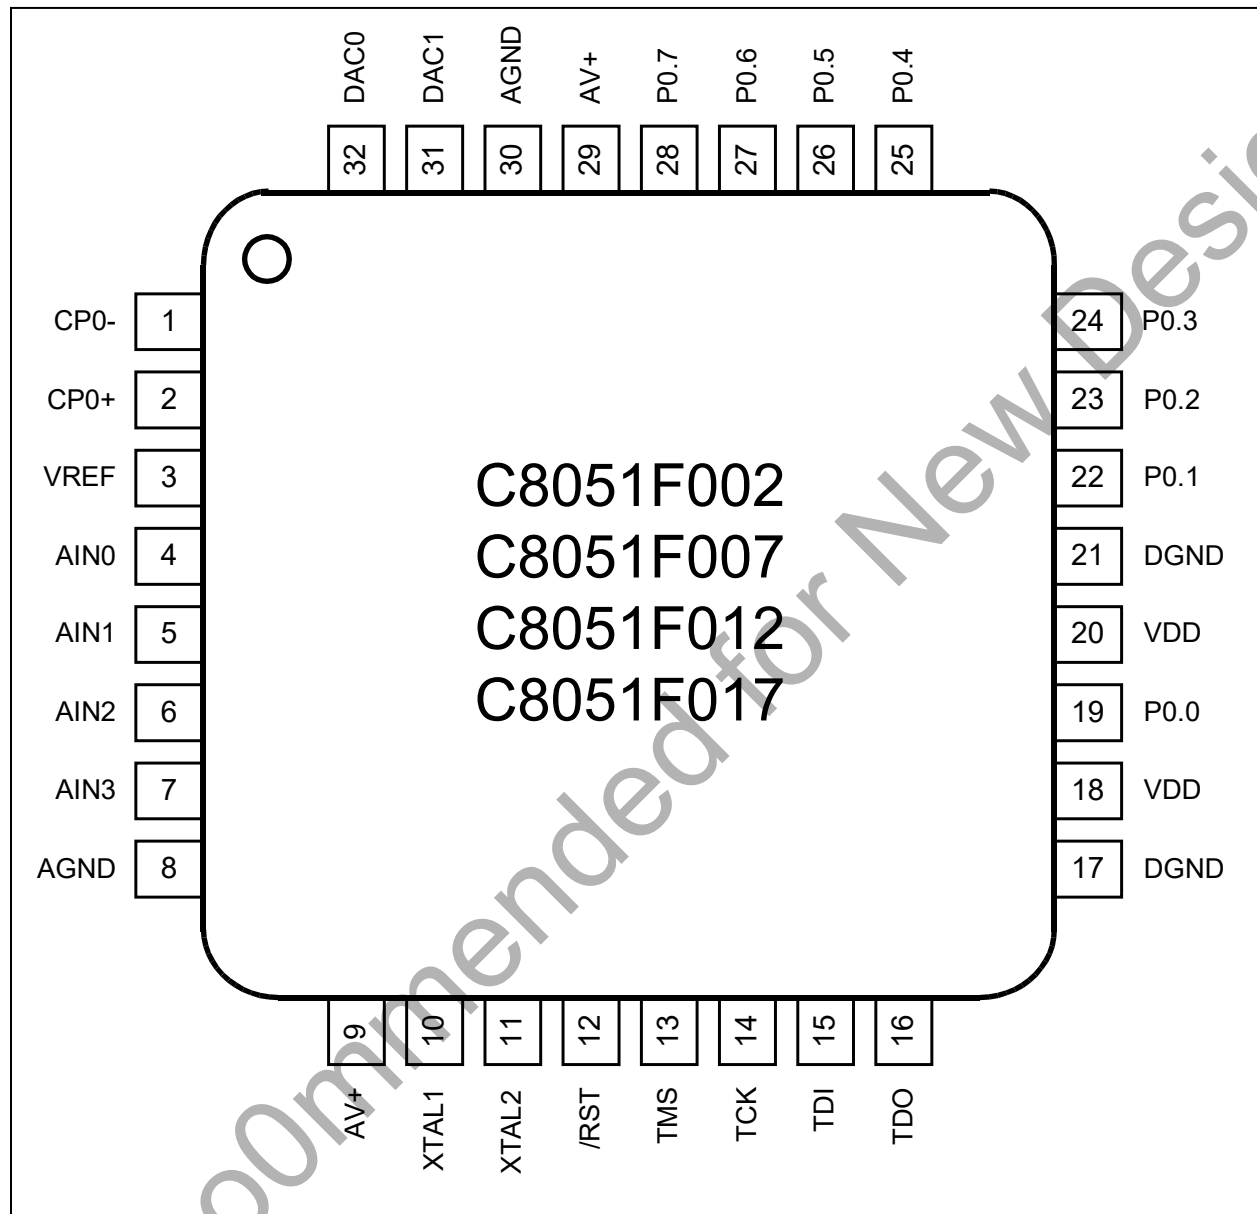 DAC0 DAC1 AGND AV+ P0.7 P0.6 P0.5 P0.4
32 31 30 29 28 27 26 25
CP0- 1
CP0+ 2
VREF 3
AIN0 4
AIN1 5
AIN2 6
AIN3 7
AGND 8
C8051F002
C8051F007
C8051F012
C8051F017
24 P0.3
23 P0.2
22 P0.1
21 DGND
20 VDD
19 P0.0
18 VDD
17 DGND
9 10 11 12 13 14 15 16
AV+ XTAL1 XTAL2 /RST TMS TCK TDI TDO
for New